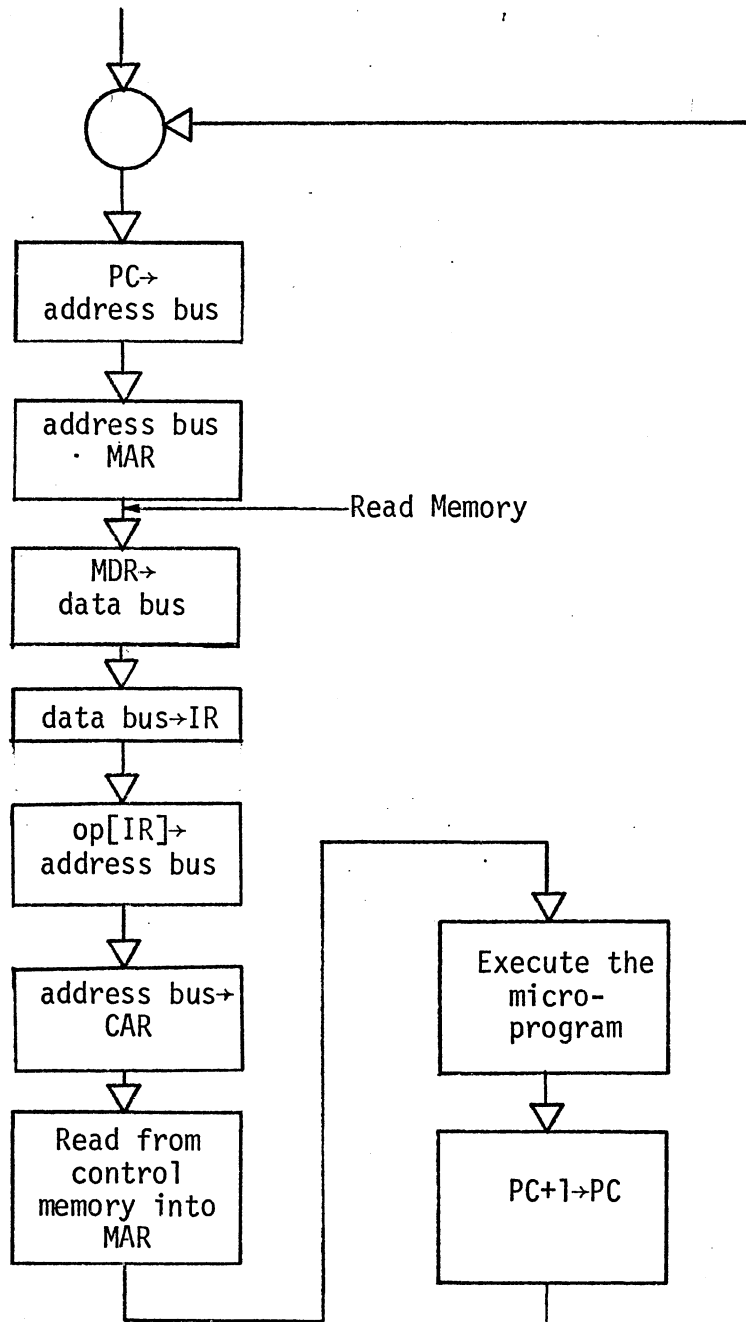 PC→
address bus
address bus
MAR
Read Memory
MDR→
data bus
data bus→IR
op[IR]→
address bus
address bus→
CAR
Read from
control
memory into
MAR
Execute the
micro-
program
PC+1→PC